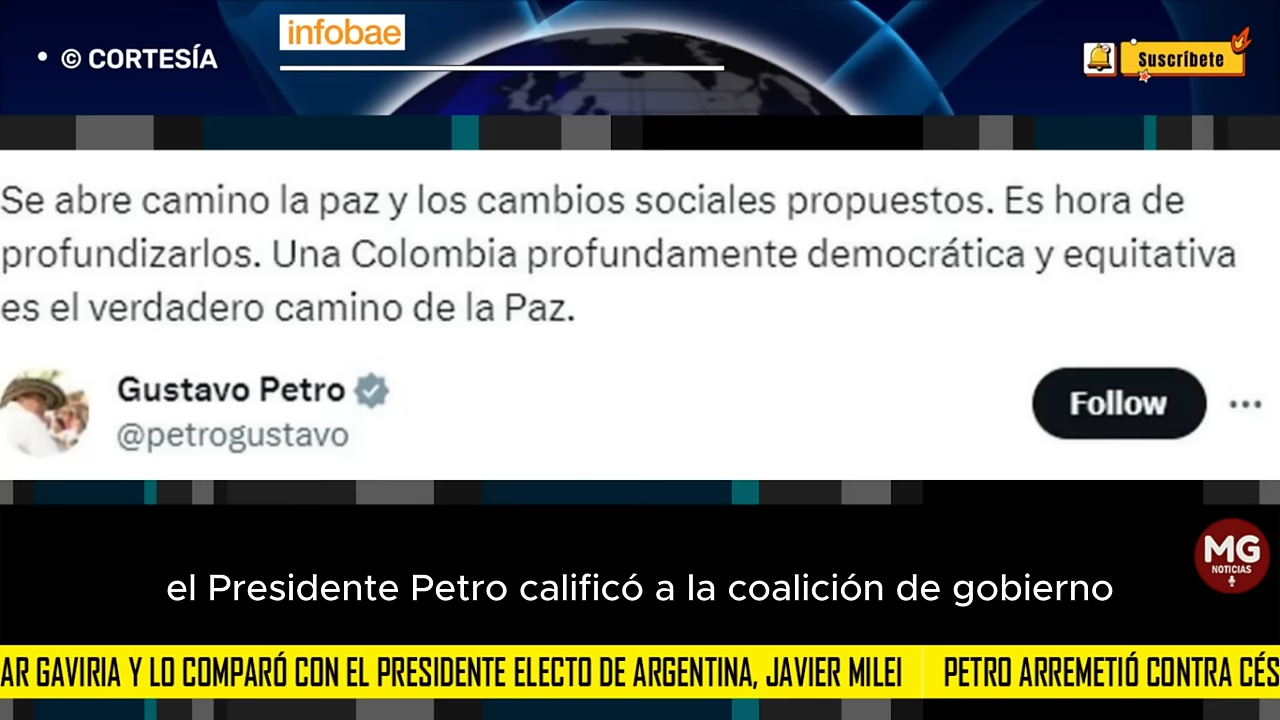 • © CORTESÍA
infobae
Suscríbete
Se abre camino la paz y los cambios sociales propuestos. Es hora de
profundizarlos. Una Colombia profundamente democrática y equitativa
es el verdadero camino de la Paz.
Gustavo Petro
@petrogustavo
Follow
MG
NOTICIAS
el Presidente Petro calificó a la coalición de gobierno
AR GAVIRIA Y LO COMPARÓ CON EL PRESIDENTE ELECTO DE ARGENTINA, JAVIER MILEI PETRO ARREMETIÓ CONTRA CÉS